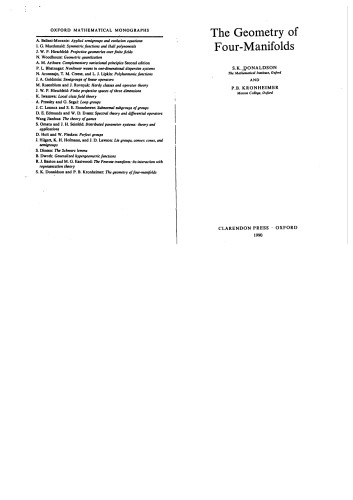 OXFORD MATHEMATICAL MONOGRAPHS
A. Belleni-Morante: Applied semigroups and evolution equations
I. G. Macdonald: Symmetric functions and Hall polynomials
J. W. P. Hirschfeld: Projective geometries over finite fields
N. Woodhouse: Geometric quantization
A. M. Arthurs: Complementary variational principles Second edition
P. L. Bhatnagar: Nonlinear waves in one-dimensional dispersive systems
N. Aronszajn, T. M. Creese, and L. J. Lipkin: Polyharmonic functions
J. A. Goldstein: Semigroups of linear operators
M. Rosenblum and J. Rovnyak: Hardy classes and operator theory
J. W. P. Hirschfeld: Finite projective spaces of three dimensions
K. Iwasawa: Local class field theory
A. Pressley and G. Segal: Loop groups
J. C. Lennox and S. E. Stonehewer: Subnormal subgroups of groups
D. E. Edmunds and W. D. Evans: Spectral theory and differential operators
Wang Jianhua: The theory of games
S. Omatu and J. H. Seinfeld: Distributed parameter systems: theory and
applications
D. Holt and W. Plesken: Perfect groups
J. Hilgert, K. H. Hofmann, and J. D. Lawson: Lie groups, convex cones, and
semigroups
S. Dineen: The Schwarz lemma
B. Dwork: Generalized hypergeometric functions
R. J. Baston and M. G. Eastwood: The Penrose transform: its interaction with
representation theory
S. K. Donaldson and P. B. Kronheimer: The geometry of four-manifolds
The Geometry of
Four-Manifolds
S.K. DONALDSON
The Mathematical Institute, Oxford
AND
P.B. KRONHEIMER
Merton College, Oxford
CLARENDON PRESS · OXFORD
1990